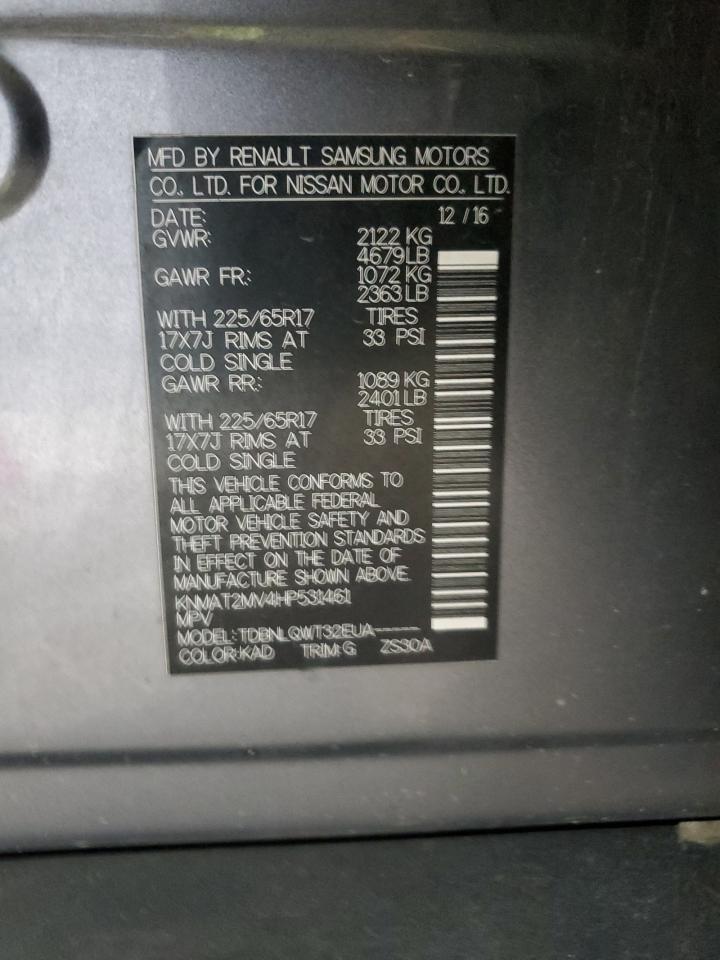 MFD BY RENAULT SAMSUNG MOTORS
CO., LTD. FOR NISSAN MOTOR CO., LTD.
DATE: 12 / 16
GVWR: 2122 KG
4679 LB
GAWR FR: 1072 KG
2363 LB
WITH 225/65R17 TIRES
17X7J RIMS AT 33 PSI
COLD SINGLE
GAWR RR: 1089 KG
2401 LB
WITH 225/65R17 TIRES
17X7J RIMS AT 33 PSI
COLD SINGLE
THIS VEHICLE CONFORMS TO
ALL APPLICABLE FEDERAL
MOTOR VEHICLE SAFETY AND
THEFT PREVENTION STANDARDS
IN EFFECT ON THE DATE OF
MANUFACTURE SHOWN ABOVE.
KNMAT2MV4HP531461
MPV
MODEL: TDBNLQWT32EUA-----
COLOR:KAD TRIM:G ZS30A